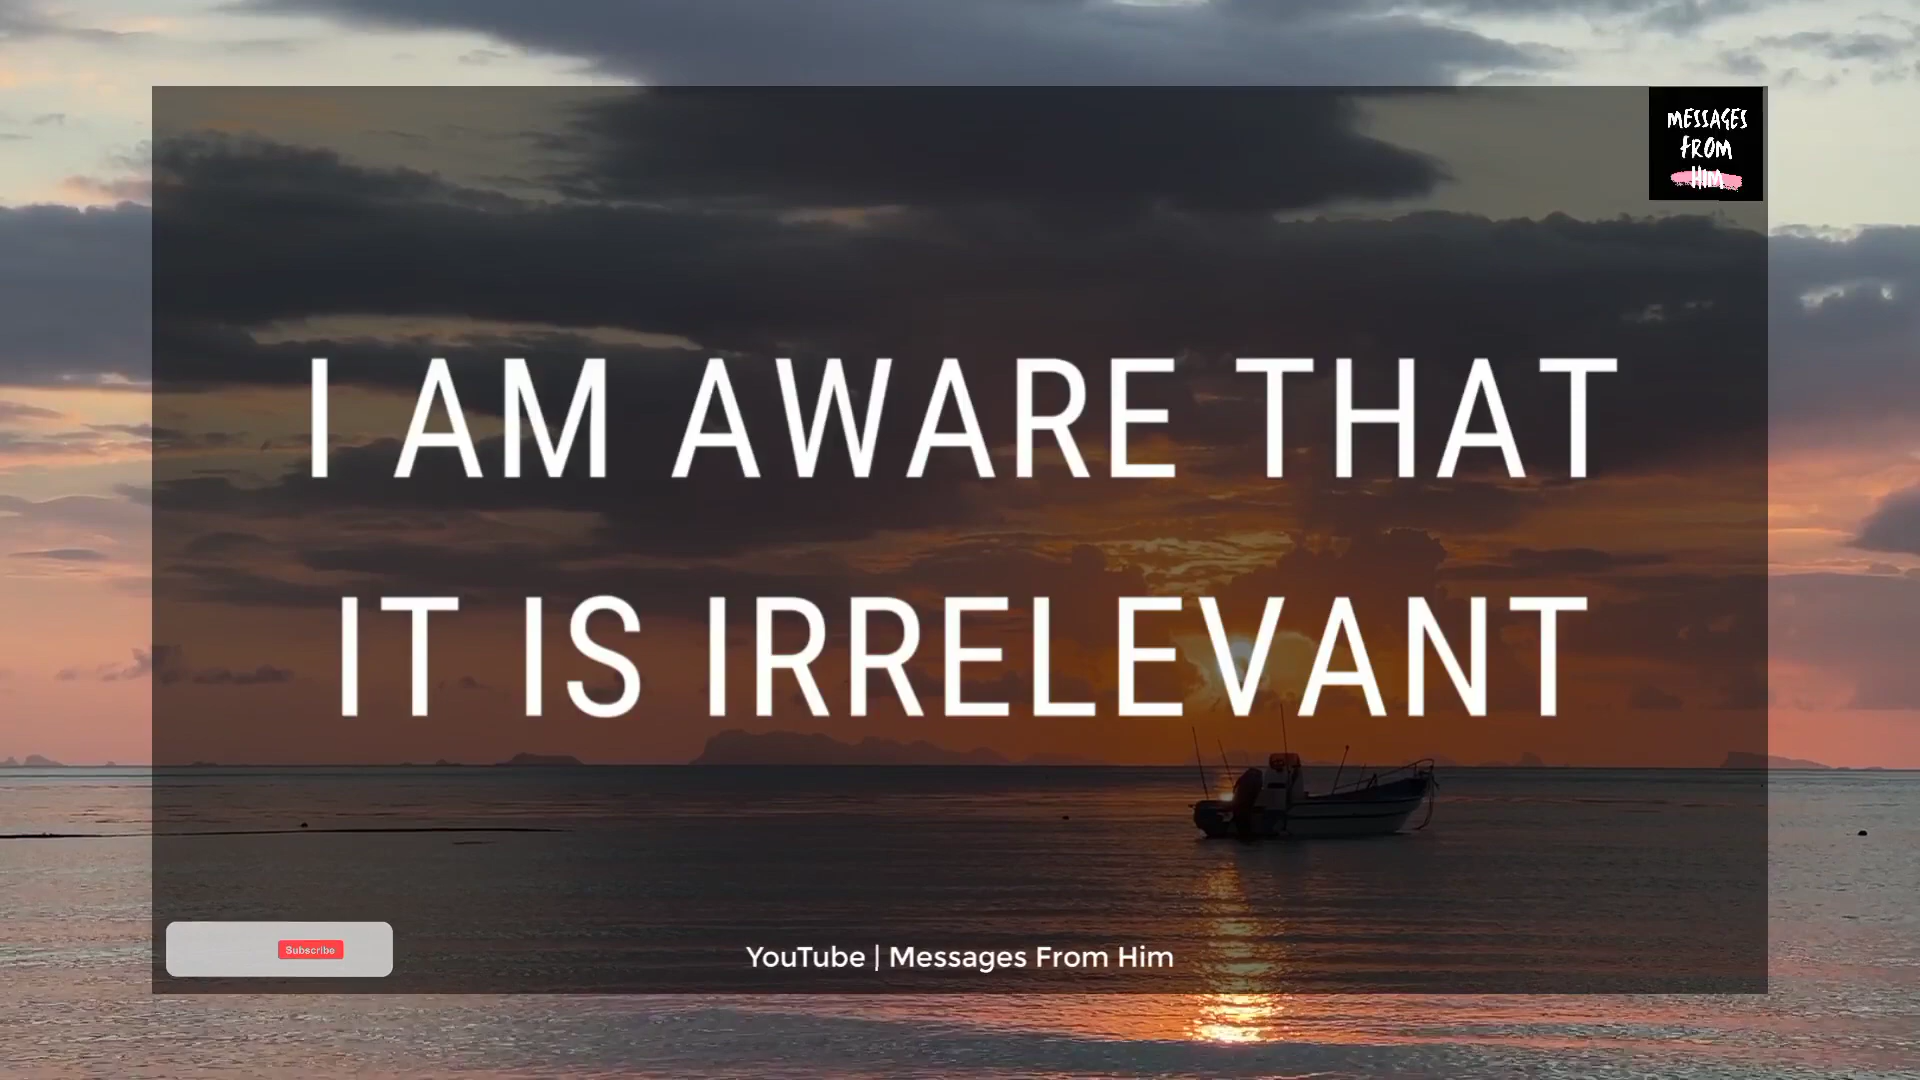 MESSAGES
FROM
HIM
I AM AWARE THAT
IT IS IRRELEVANT
Subscribe
YouTube | Messages From Him